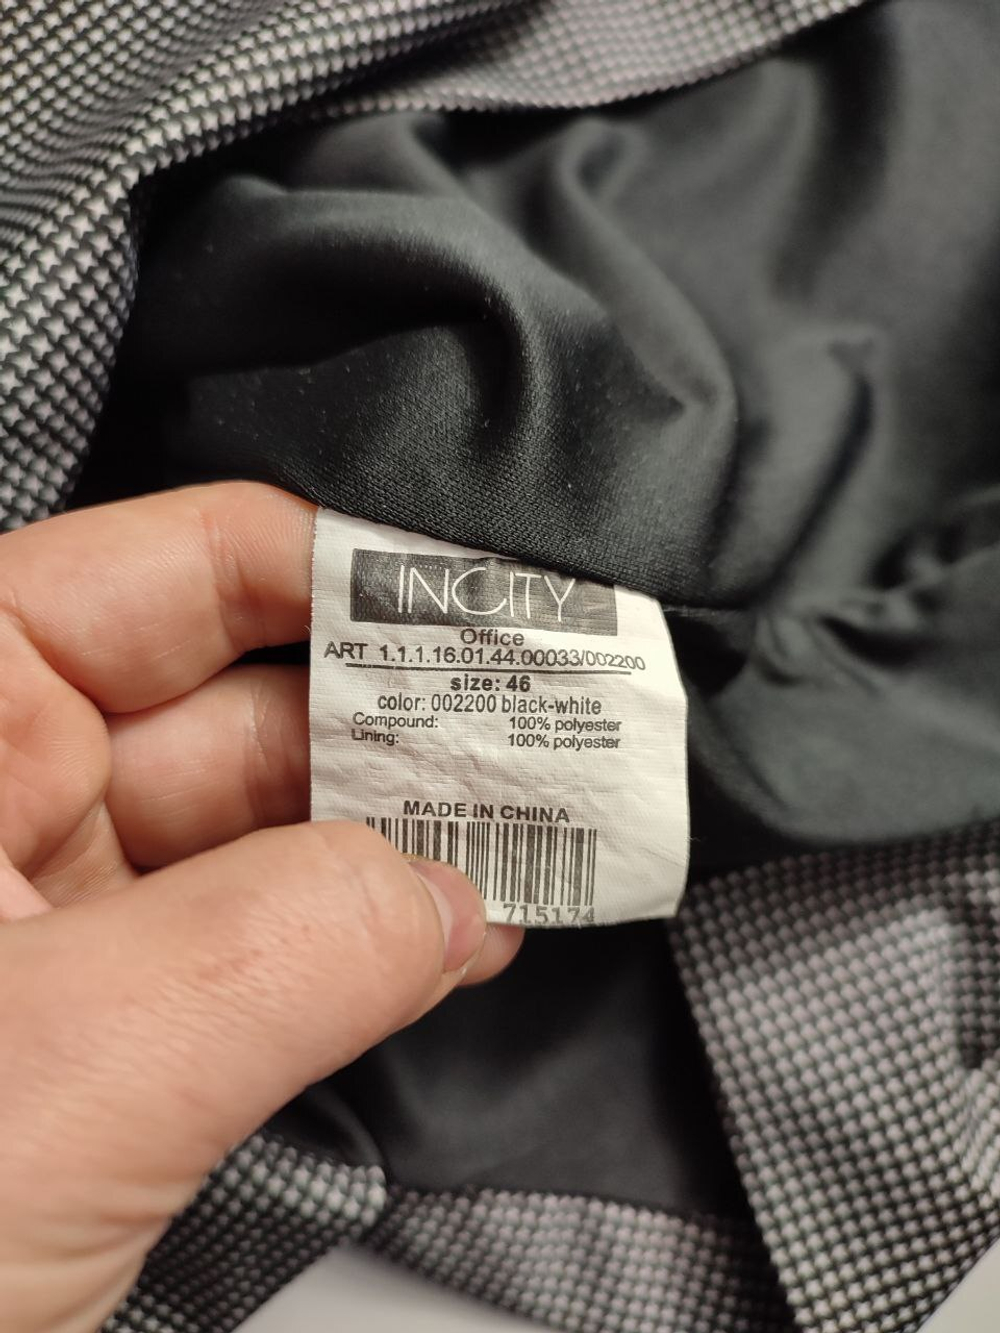 INCITY
Office
ART 1.1.1.16.01.44.00033/002200
size: 46
color: 002200 black-white
Compound: 100% polyester
Lining: 100% polyester
MADE IN CHINA
715174